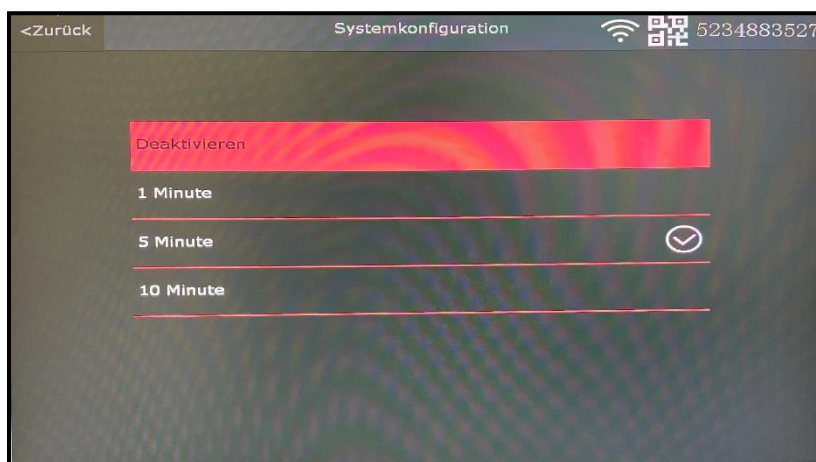 <Zurück Systemkonfiguration 5234883527
Deaktivieren
1 Minute
5 Minute
10 Minute